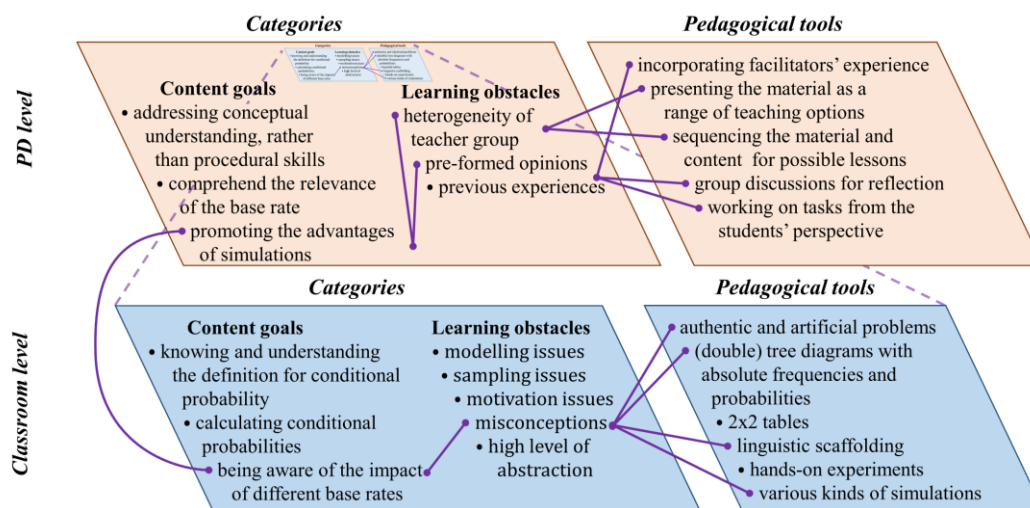 Categories
Pedagogical tools
PD level
Content goals
• addressing conceptual
understanding, rather
than procedural skills
• comprehend the relevance
of the base rate
• promoting the advantages
of simulations
Learning obstacles
heterogeneity of
teacher group
pre-formed opinions
• previous experiences
incorporating facilitators' experience
presenting the material as a
range of teaching options
sequencing the material and
content for possible lessons
group discussions for reflection
working on tasks from the
students' perspective
Categories
Pedagogical tools
Classroom level
Content goals
• knowing and understanding
the definition for conditional
probability
• calculating conditional
probabilities
being aware of the impact
of different base rates
Learning obstacles
• modelling issues
• sampling issues
• motivation issues
misconceptions
• high level of
abstraction
authentic and artificial problems
(double) tree diagrams with
absolute frequencies and
probabilities
• 2x2 tables
linguistic scaffolding
• hands-on experiments
various kinds of simulations